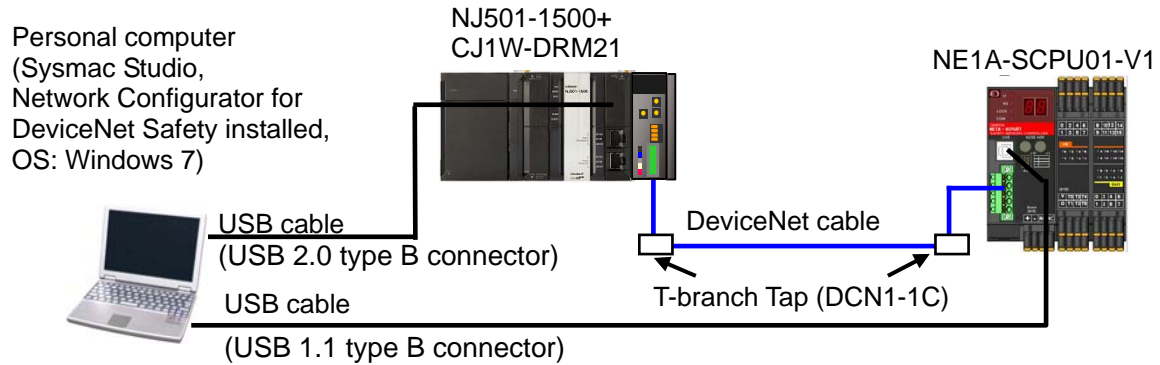 Personal computer
(Sysmac Studio,
Network Configurator for
DeviceNet Safety installed,
OS: Windows 7)
NJ501-1500+
CJ1W-DRM21
NE1A-SCPU01-V1
USB cable
(USB 2.0 type B connector)
DeviceNet cable
T-branch Tap (DCN1-1C)
USB cable
(USB 1.1 type B connector)